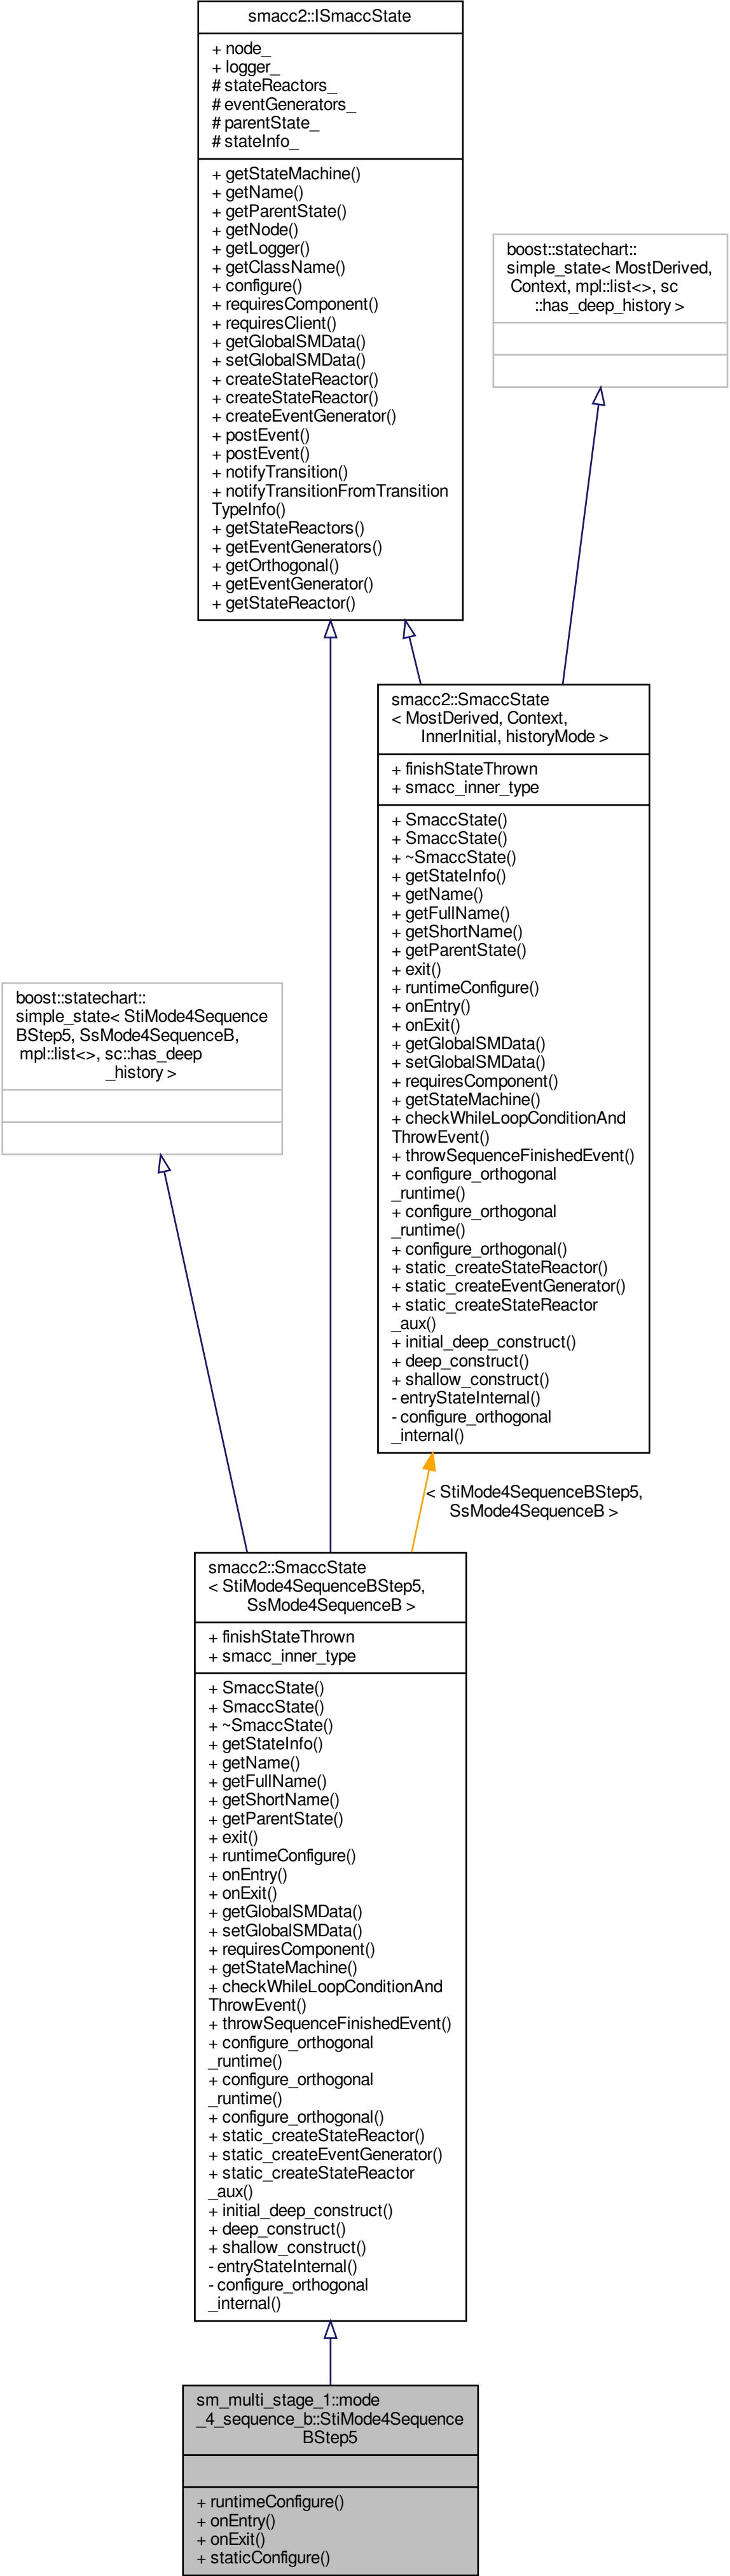 smacc2::ISmaccState
+ node_
+ logger_
# stateReactors_
# eventGenerators_
# parentState_
# stateInfo_
+ getStateMachine()
+ getName()
+ getParentState()
+ getNode()
+ getLogger()
+ getClassName()
+ configure()
+ requiresComponent()
+ requiresClient()
+ getGlobalSMData()
+ setGlobalSMData()
+ createStateReactor()
+ createStateReactor()
+ createEventGenerator()
+ postEvent()
+ postEvent()
+ notifyTransition()
+ notifyTransitionFromTransition
TypeInfo()
+ getStateReactors()
+ getEventGenerators()
+ getOrthogonal()
+ getEventGenerator()
+ getStateReactor()
boost::statechart::
simple_state< MostDerived,
Context, mpl::list<>, sc
::has_deep_history >
smacc2::SmaccState
< MostDerived, Context,
InnerInitial, historyMode >
+ finishStateThrown
+ smacc_inner_type
+ SmaccState()
+ SmaccState()
+ ~SmaccState()
+ getStateInfo()
+ getName()
+ getFullName()
+ getShortName()
+ getParentState()
+ exit()
+ runtimeConfigure()
+ onEntry()
+ onExit()
+ getGlobalSMData()
+ setGlobalSMData()
+ requiresComponent()
+ getStateMachine()
+ checkWhileLoopConditionAnd
ThrowEvent()
+ throwSequenceFinishedEvent()
+ configure_orthogonal
_runtime()
+ configure_orthogonal
_runtime()
+ configure_orthogonal()
+ static_createStateReactor()
+ static_createEventGenerator()
+ static_createStateReactor
_aux()
+ initial_deep_construct()
+ deep_construct()
+ shallow_construct()
- entryStateInternal()
- configure_orthogonal
_internal()
boost::statechart::
simple_state< StiMode4Sequence
BStep5, SsMode4SequenceB,
mpl::list<>, sc::has_deep
_history >
< StiMode4SequenceBStep5,
SsMode4SequenceB >
smacc2::SmaccState
< StiMode4SequenceBStep5,
SsMode4SequenceB >
+ finishStateThrown
+ smacc_inner_type
+ SmaccState()
+ SmaccState()
+ ~SmaccState()
+ getStateInfo()
+ getName()
+ getFullName()
+ getShortName()
+ getParentState()
+ exit()
+ runtimeConfigure()
+ onEntry()
+ onExit()
+ getGlobalSMData()
+ setGlobalSMData()
+ requiresComponent()
+ getStateMachine()
+ checkWhileLoopConditionAnd
ThrowEvent()
+ throwSequenceFinishedEvent()
+ configure_orthogonal
_runtime()
+ configure_orthogonal
_runtime()
+ configure_orthogonal()
+ static_createStateReactor()
+ static_createEventGenerator()
+ static_createStateReactor
_aux()
+ initial_deep_construct()
+ deep_construct()
+ shallow_construct()
- entryStateInternal()
- configure_orthogonal
_internal()
sm_multi_stage_1::mode
_4_sequence_b::StiMode4Sequence
BStep5
+ runtimeConfigure()
+ onEntry()
+ onExit()
+ staticConfigure()